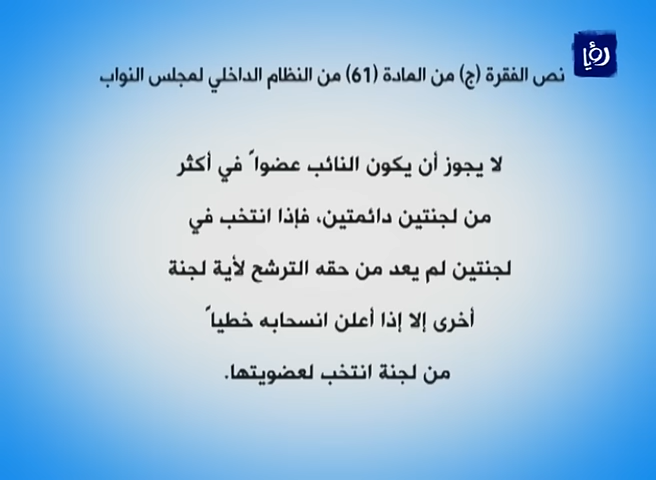 رؤيا
نص الفقرة (ج) من المادة (61) من النظام الداخلي لمجلس النواب
لا يجوز أن يكون النائب عضواً في أكثر
من لجنتين دائمتين، فإذا انتخب في
لجنتين لم يعد من حقه الترشح لأية لجنة
أخرى إلا إذا أعلن انسحابه خطياً
من لجنة انتخب لعضويتها.